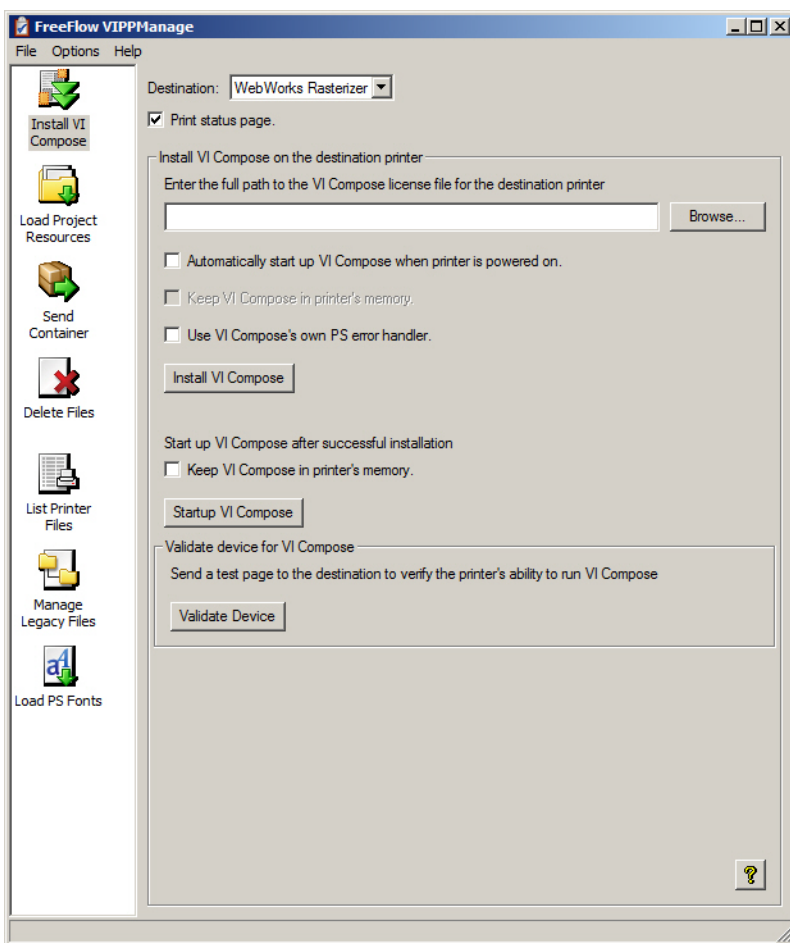 FreeFlow VIPPManage
File Options Help
Install VI
Compose
Load Project
Resources
Send
Container
Delete Files
List Printer
Files
Manage
Legacy Files
Load PS Fonts
Destination: WebWorks Rasterizer
Print status page.
Install VI Compose on the destination printer
Enter the full path to the VI Compose license file for the destination printer
Browse...
Automatically start up VI Compose when printer is powered on.
Keep VI Compose in printer's memory.
Use VI Compose's own PS error handler.
Install VI Compose
Start up VI Compose after successful installation
Keep VI Compose in printer's memory.
Startup VI Compose
Validate device for VI Compose
Send a test page to the destination to verify the printer's ability to run VI Compose
Validate Device
?